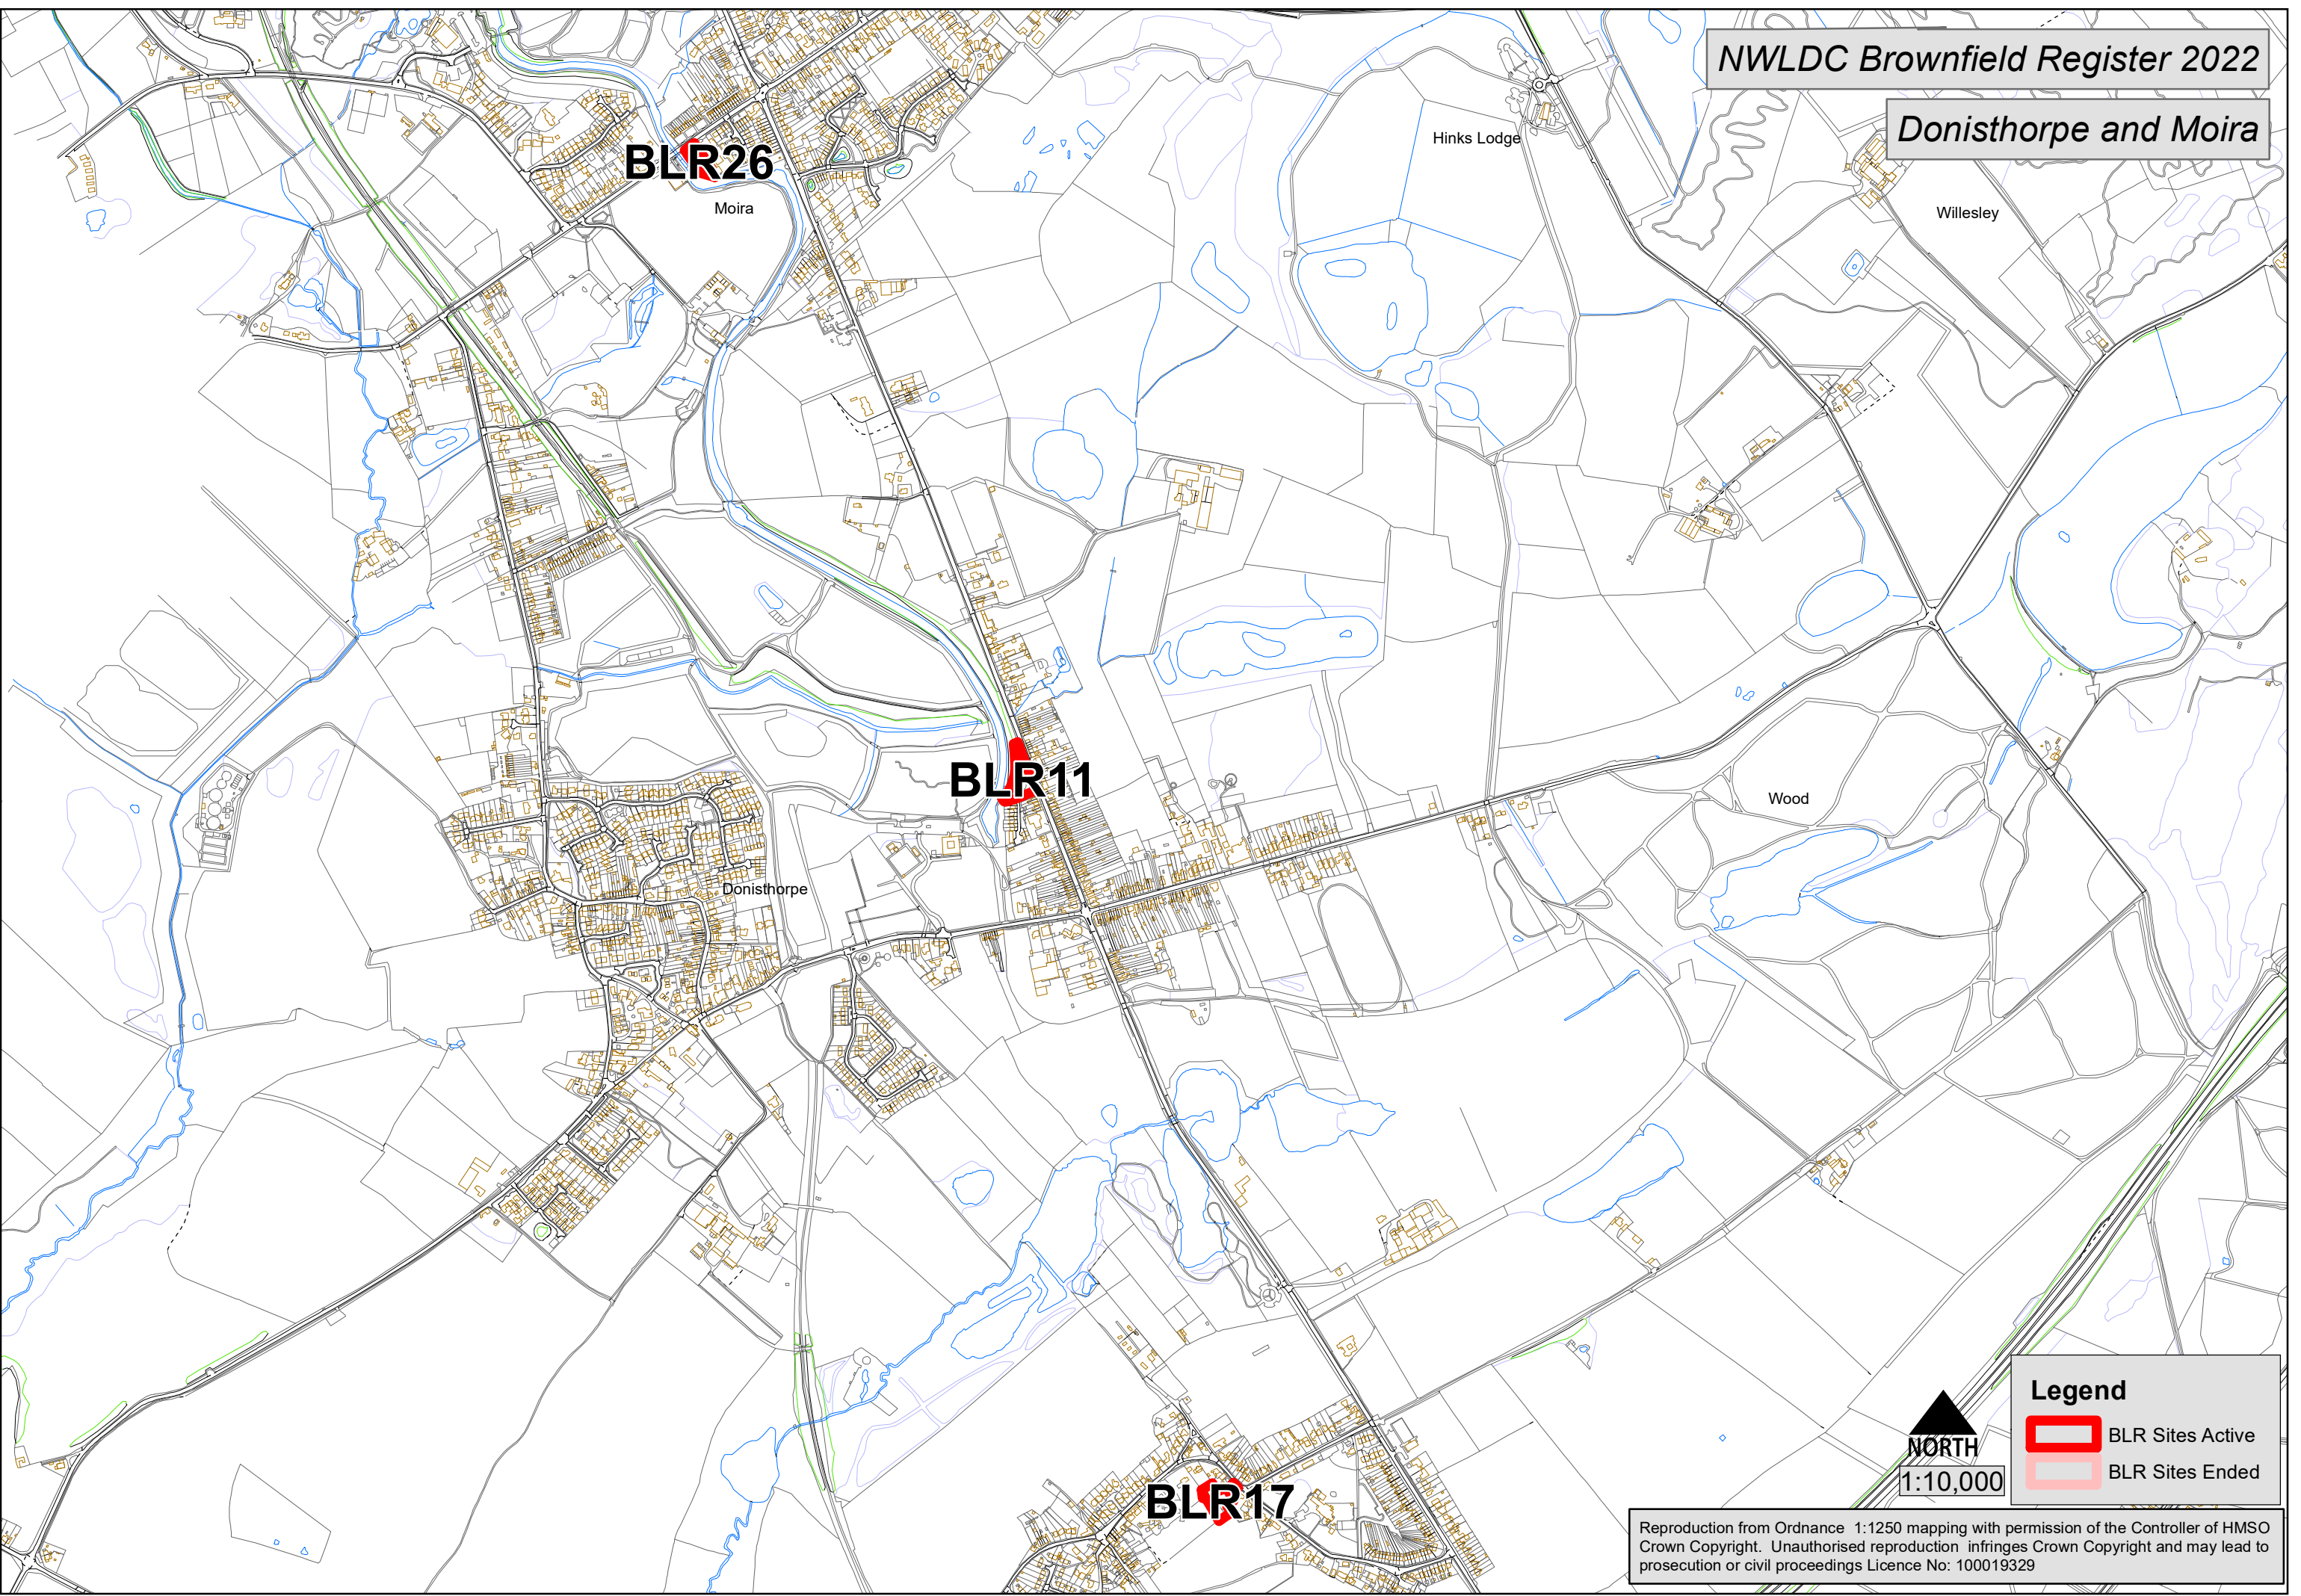 NWLDC Brownfield Register 2022
Donisthorpe and Moira
Hinks Lodge
BLR26
Moira
Willesley
BLR11
Wood
Donisthorpe
Legend
NORTH
BLR Sites Active
BLR Sites Ended
1:10,000
BLR17
Reproduction from Ordnance 1:1250 mapping with permission of the Controller of HMSO
Crown Copyright. Unauthorised reproduction infringes Crown Copyright and may lead to
prosecution or civil proceedings Licence No: 100019329